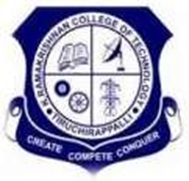 K.RAMAKRISHNAN COLLEGE OF TECHNOLOGY
TIRUCHIRAPPALLI
CREATE COMPETE CONQUER